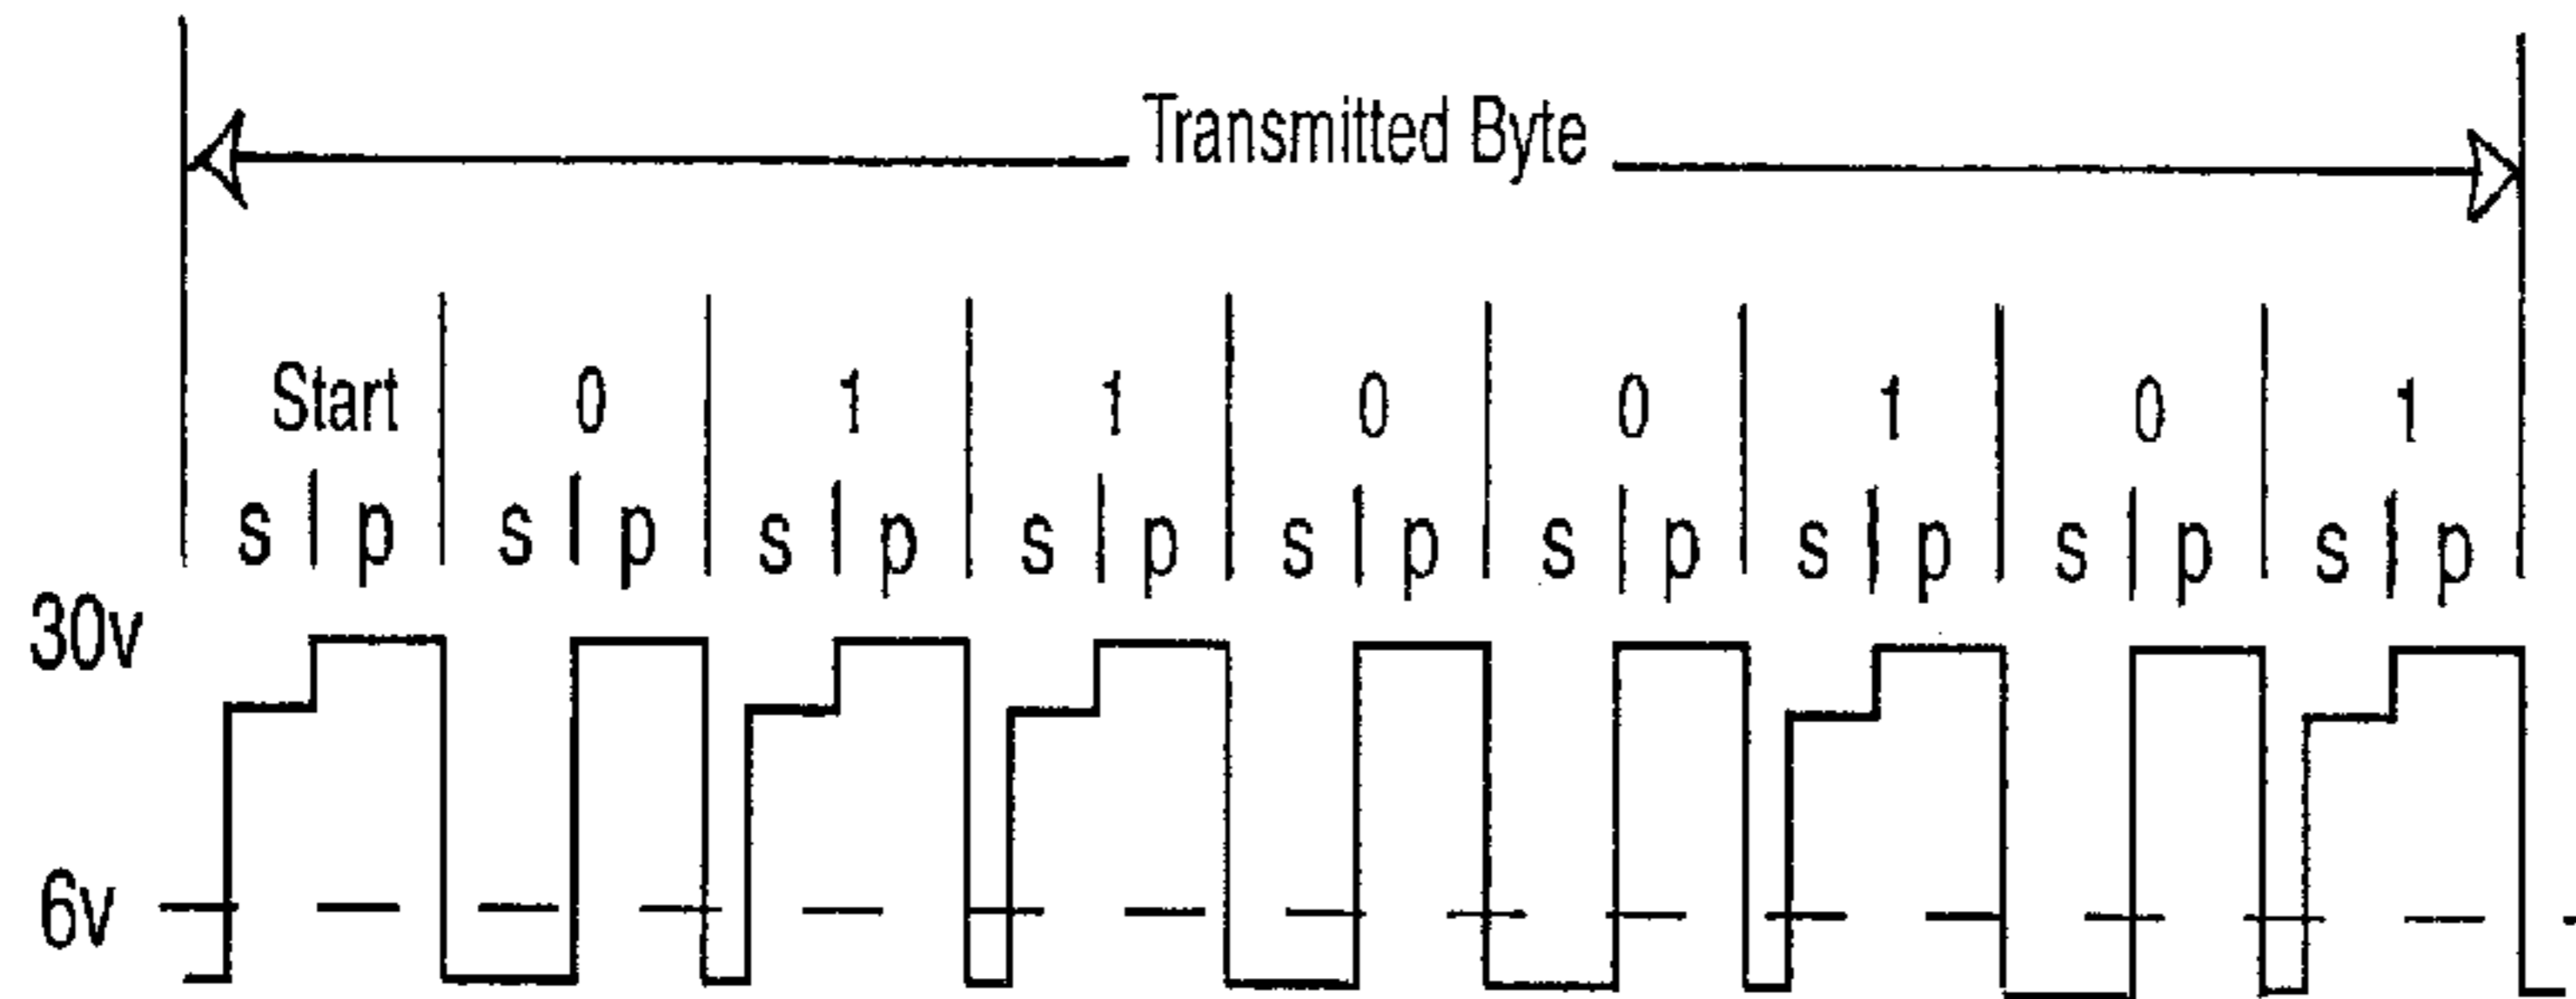 Transmitted Byte
Start 0 1 1 0 0 1 0 1
s p s p s p s p s p s p s p s p s p
30v
6v